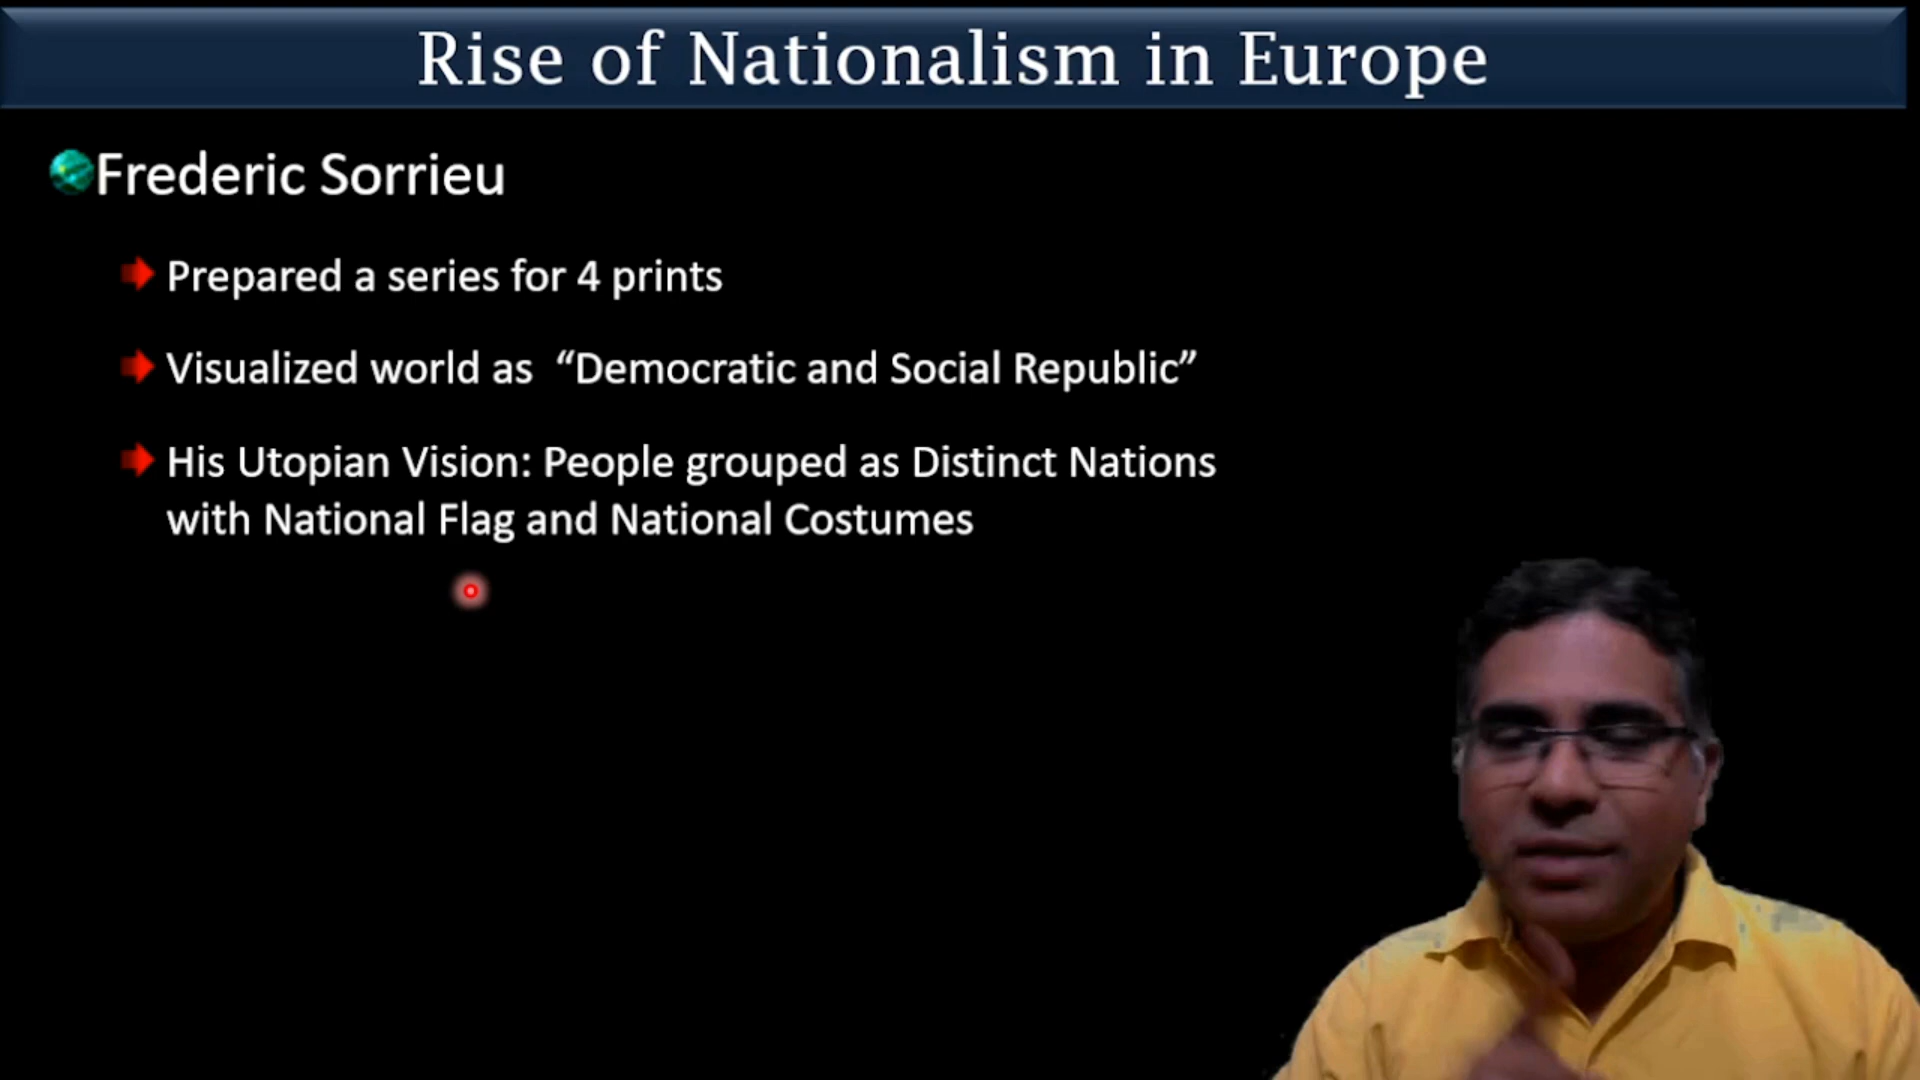 Rise of Nationalism in Europe
Frederic Sorrieu
Prepared a series for 4 prints
Visualized world as “Democratic and Social Republic”
His Utopian Vision: People grouped as Distinct Nations
with National Flag and National Costumes